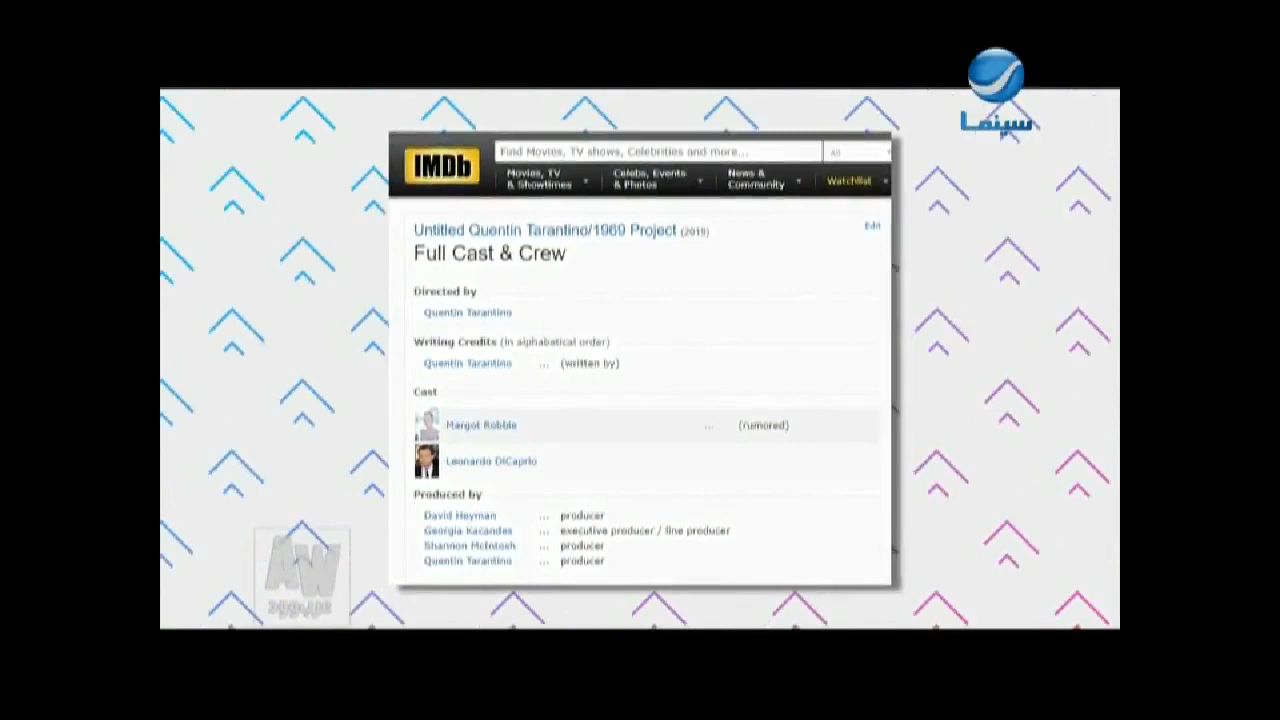 سينما
IMDb
Find Movies, TV shows, Celebrities and more...
All
Movies, TV
& Showtimes
Celebs, Events
& Photos
News &
Community
Watchlist
Untitled Quentin Tarantino/1969 Project (2019)
Edit
Full Cast & Crew
Directed by
Quentin Tarantino
Writing Credits (in alphabetical order)
Quentin Tarantino ... (written by)
Cast
Margot Robbie ... (rumored)
Leonardo DiCaprio
Produced by
David Heyman ... producer
Georgia Kacandes ... executive producer / line producer
Shannon McIntosh ... producer
Quentin Tarantino ... producer
AW